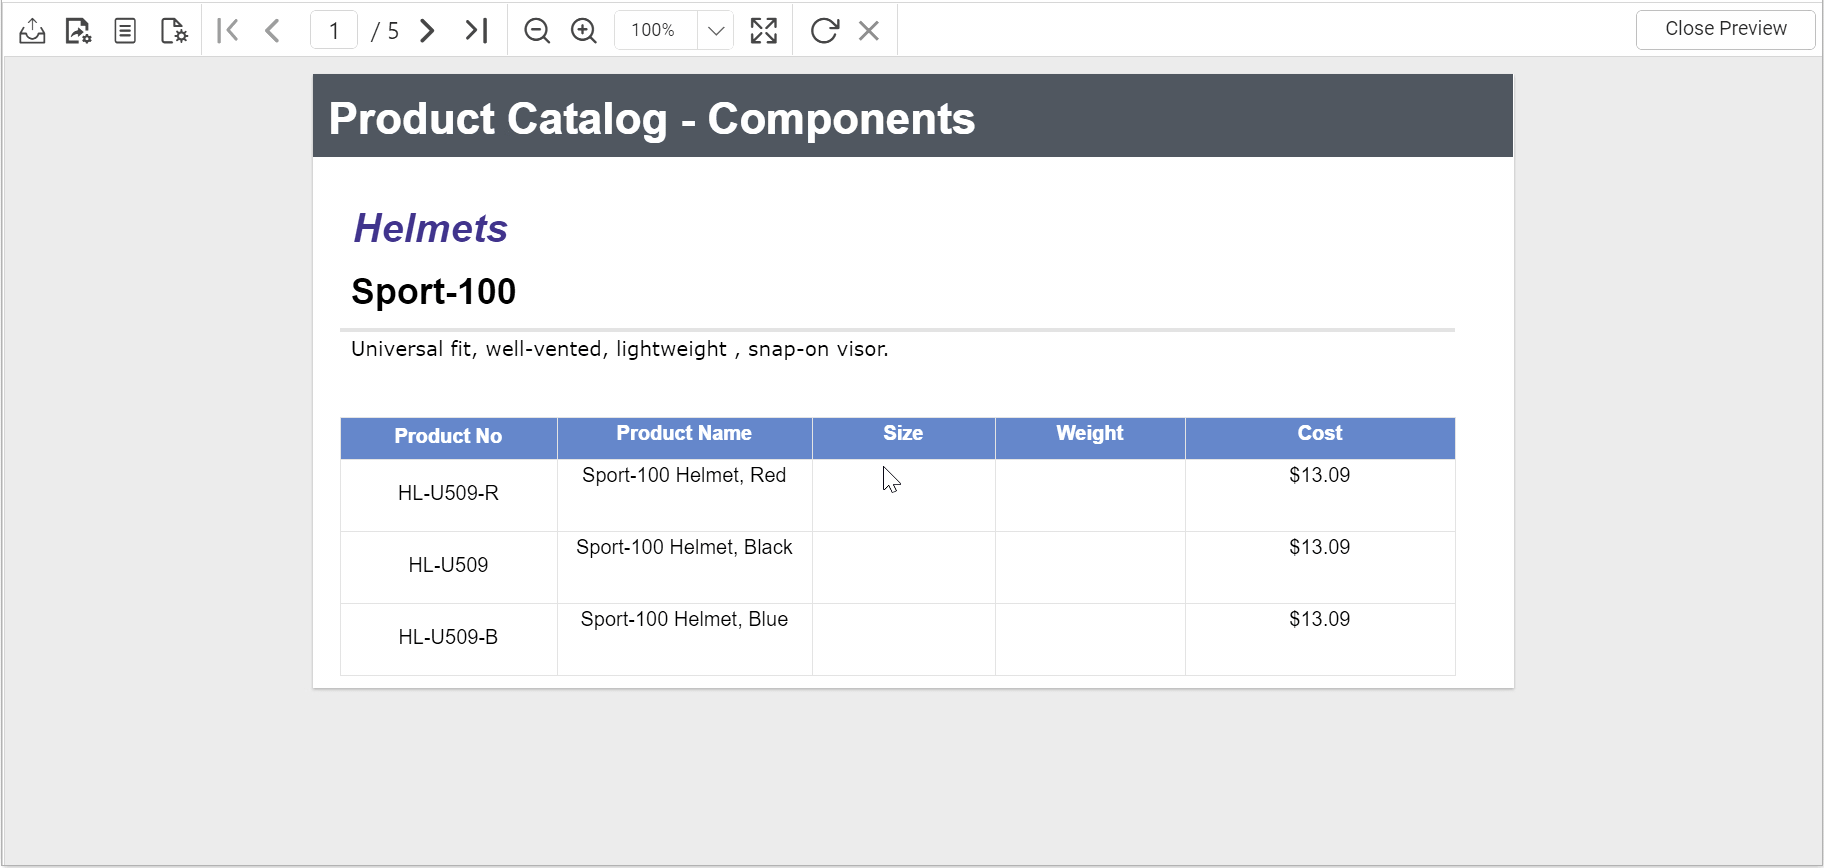 1 / 5 100% Close Preview
Product Catalog - Components
Helmets
Sport-100
Universal fit, well-vented, lightweight , snap-on visor.
Product No Product Name Size Weight Cost
HL-U509-R Sport-100 Helmet, Red $13.09
HL-U509 Sport-100 Helmet, Black $13.09
HL-U509-B Sport-100 Helmet, Blue $13.09